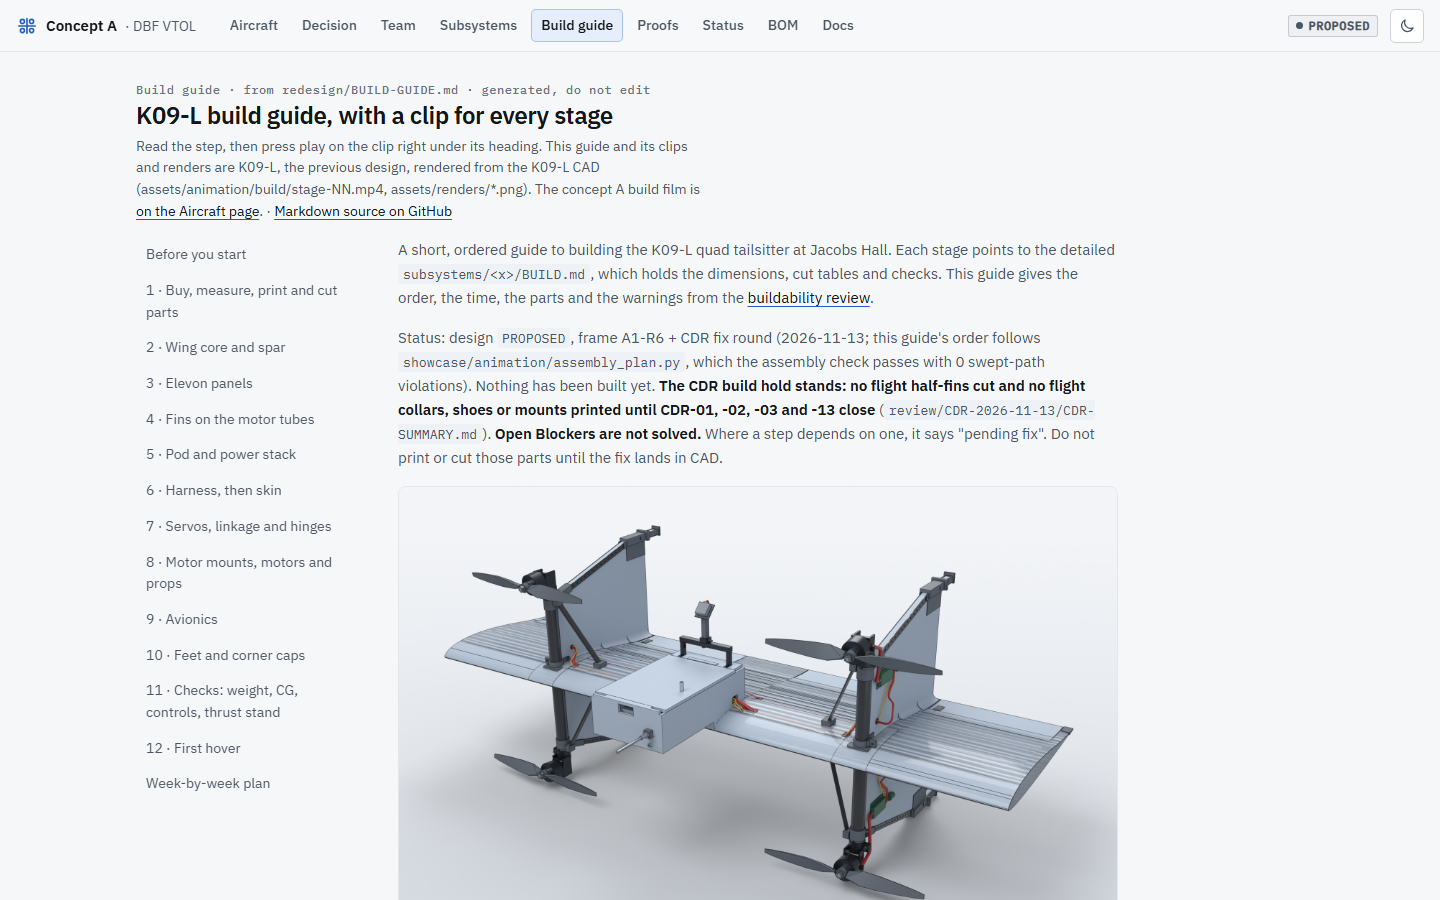 Concept A · DBF VTOL
Aircraft
Decision
Team
Subsystems
Build guide
Proofs
Status
BOM
Docs
PROPOSED
Build guide · from redesign/BUILD-GUIDE.md · generated, do not edit
K09-L build guide, with a clip for every stage
Read the step, then press play on the clip right under its heading. This guide and its clips
and renders are K09-L, the previous design, rendered from the K09-L CAD
(assets/animation/build/stage-NN.mp4, assets/renders/*.png). The concept A build film is
on the Aircraft page. · Markdown source on GitHub
Before you start
1 · Buy, measure, print and cut
parts
2 · Wing core and spar
3 · Elevon panels
4 · Fins on the motor tubes
5 · Pod and power stack
6 · Harness, then skin
7 · Servos, linkage and hinges
8 · Motor mounts, motors and
props
9 · Avionics
10 · Feet and corner caps
11 · Checks: weight, CG,
controls, thrust stand
12 · First hover
Week-by-week plan
A short, ordered guide to building the K09-L quad tailsitter at Jacobs Hall. Each stage points to the detailed
subsystems/<x>/BUILD.md , which holds the dimensions, cut tables and checks. This guide gives the
order, the time, the parts and the warnings from the buildability review.
Status: design PROPOSED , frame A1-R6 + CDR fix round (2026-11-13; this guide's order follows
showcase/animation/assembly_plan.py , which the assembly check passes with 0 swept-path
violations). Nothing has been built yet. The CDR build hold stands: no flight half-fins cut and no flight
collars, shoes or mounts printed until CDR-01, -02, -03 and -13 close ( review/CDR-2026-11-13/CDR-
SUMMARY.md ). Open Blockers are not solved. Where a step depends on one, it says "pending fix". Do not
print or cut those parts until the fix lands in CAD.